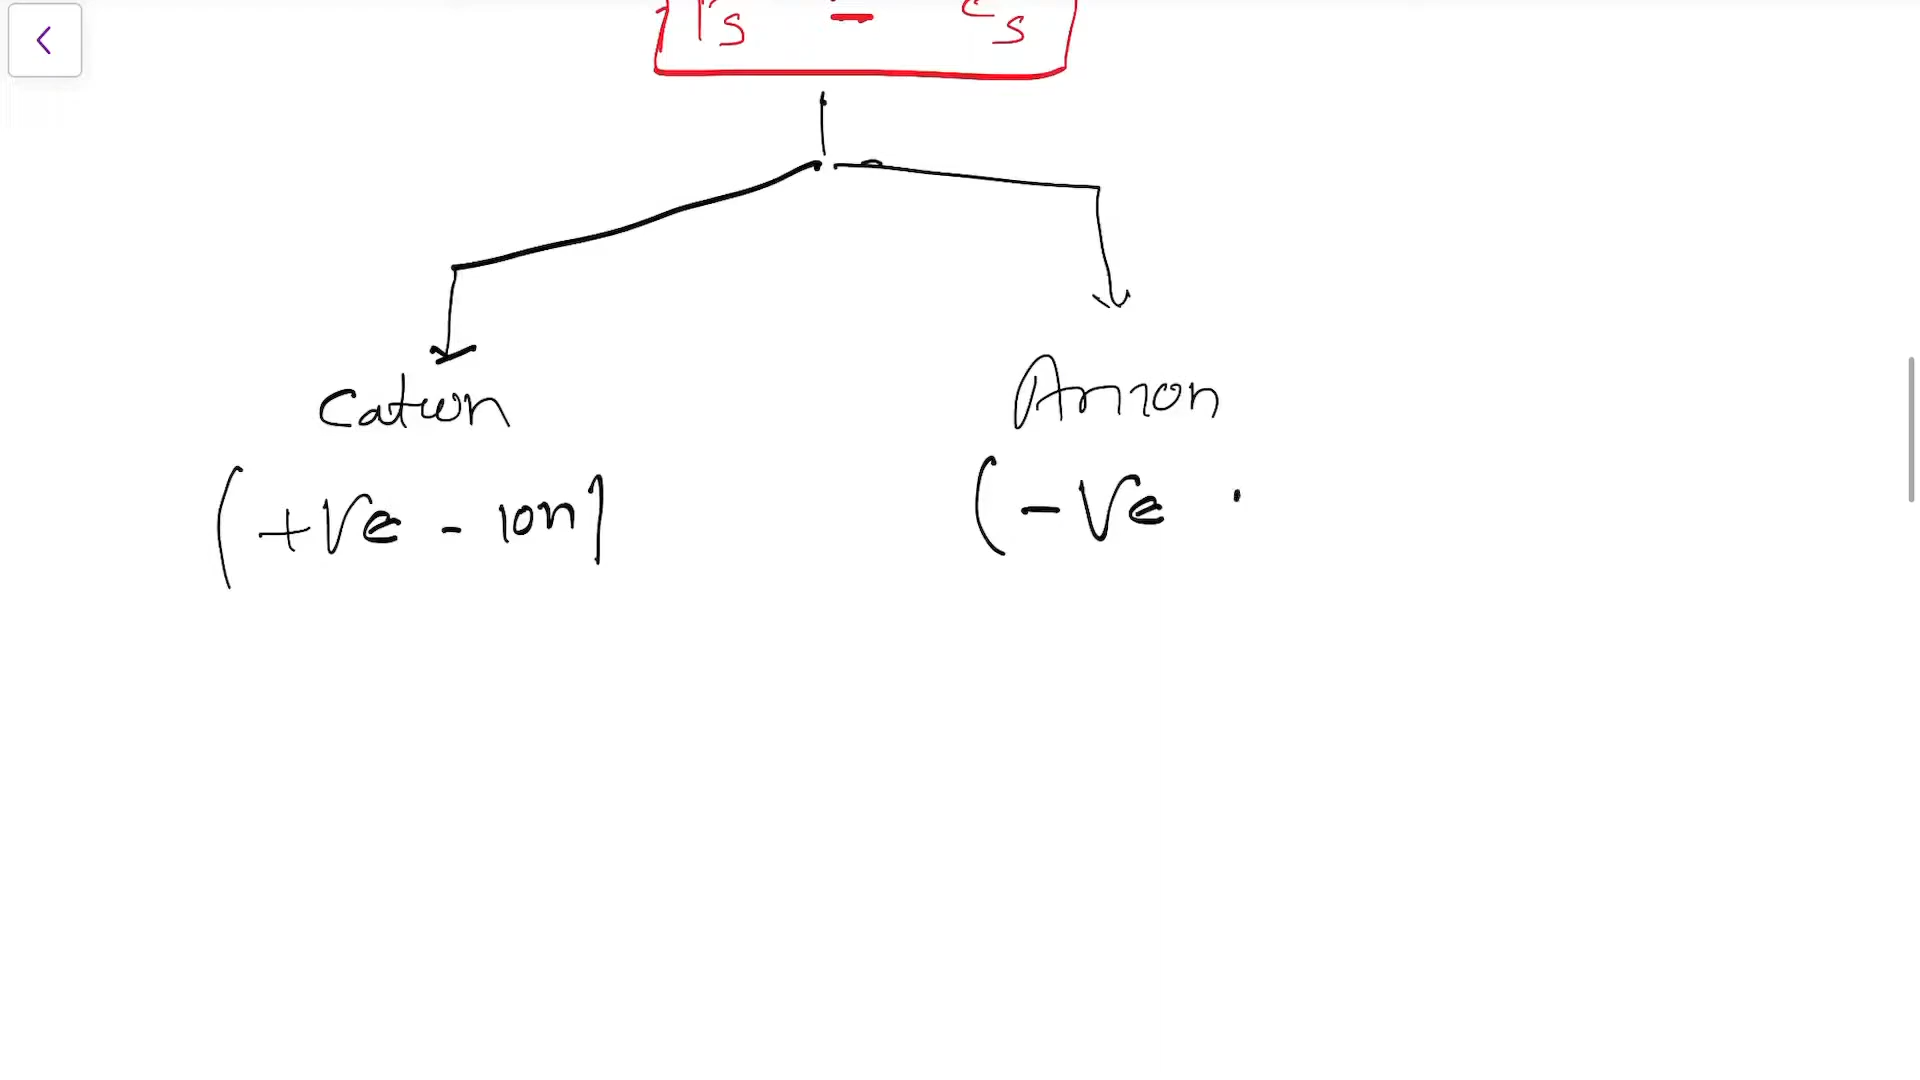 Cation
Anion
(+ve - ion)
(-ve